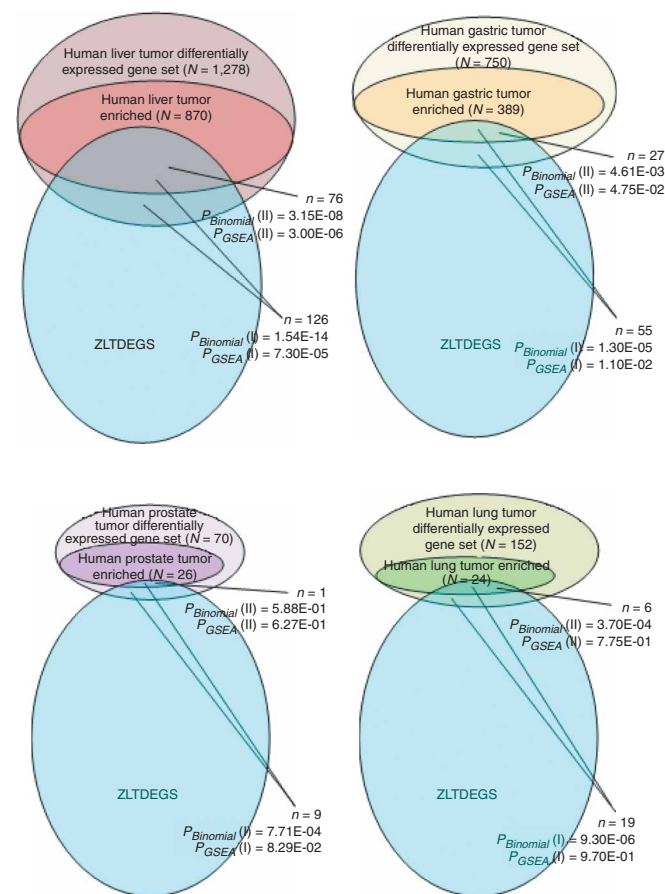 Human liver tumor differentially
expressed gene set (N = 1,278)
Human liver tumor
enriched (N = 870)
n = 76
PBinomial (II) = 3.15E-08
PGSEA (II) = 3.00E-06
n = 126
PBinomial (I) = 1.54E-14
PGSEA (I) = 7.30E-05
ZLTDEGS
Human gastric tumor
differentially expressed gene set
(N = 750)
Human gastric tumor
enriched (N = 389)
n = 27
PBinomial (II) = 4.61E-03
PGSEA (II) = 4.75E-02
n = 55
PBinomial (I) = 1.30E-05
PGSEA (I) = 1.10E-02
ZLTDEGS
Human prostate
tumor differentially
expressed gene set (N = 70)
Human prostate tumor
enriched (N = 26)
n = 1
PBinomial (II) = 5.88E-01
PGSEA (II) = 6.27E-01
ZLTDEGS
n = 9
PBinomial (I) = 7.71E-04
PGSEA (I) = 8.29E-02
Human lung tumor
differentially expressed
gene set (N = 152)
Human lung tumor enriched
(N = 24)
n = 6
PBinomial (II) = 3.70E-04
PGSEA (II) = 7.75E-01
ZLTDEGS
n = 19
PBinomial (I) = 9.30E-06
PGSEA (I) = 9.70E-01